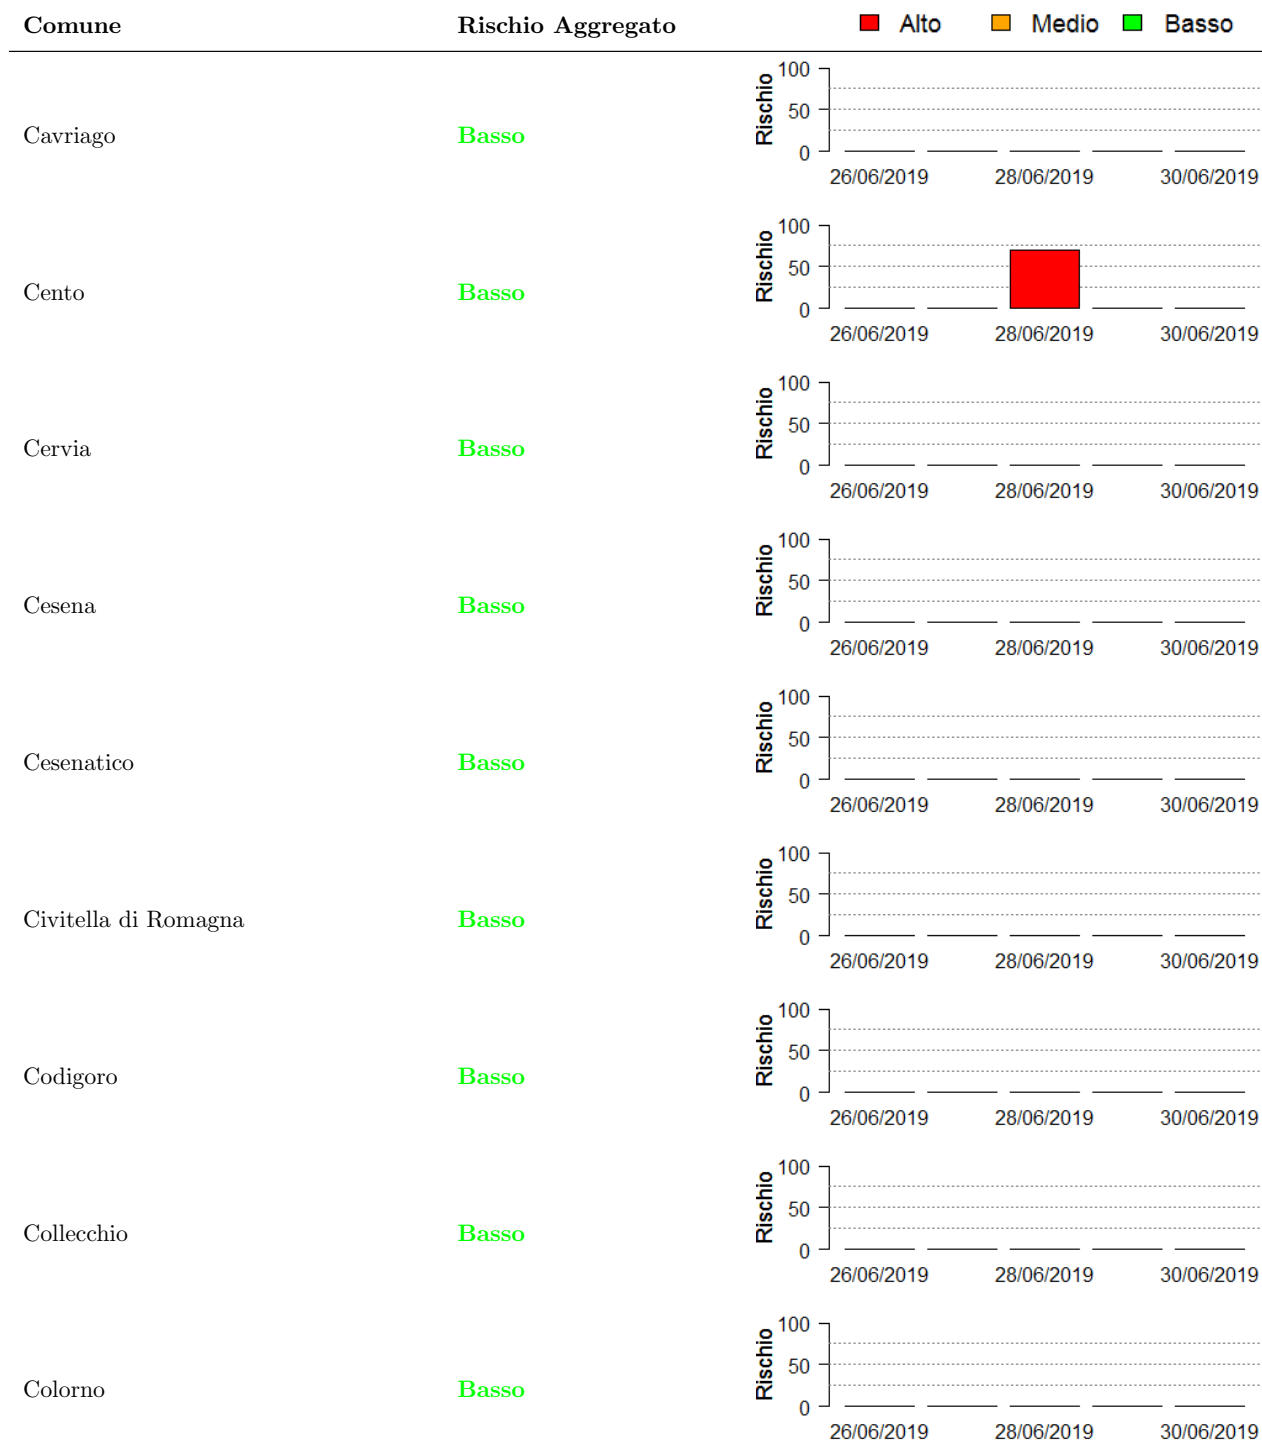 Comune Rischio Aggregato Alto Medio Basso
Cavriago Basso Rischio 100 50 0
26/06/2019 28/06/2019 30/06/2019
Cento Basso Rischio 100 50 0
26/06/2019 28/06/2019 30/06/2019
Cervia Basso Rischio 100 50 0
26/06/2019 28/06/2019 30/06/2019
Cesena Basso Rischio 100 50 0
26/06/2019 28/06/2019 30/06/2019
Cesenatico Basso Rischio 100 50 0
26/06/2019 28/06/2019 30/06/2019
Civitella di Romagna Basso Rischio 100 50 0
26/06/2019 28/06/2019 30/06/2019
Codigoro Basso Rischio 100 50 0
26/06/2019 28/06/2019 30/06/2019
Collecchio Basso Rischio 100 50 0
26/06/2019 28/06/2019 30/06/2019
Colorno Basso Rischio 100 50 0
26/06/2019 28/06/2019 30/06/2019